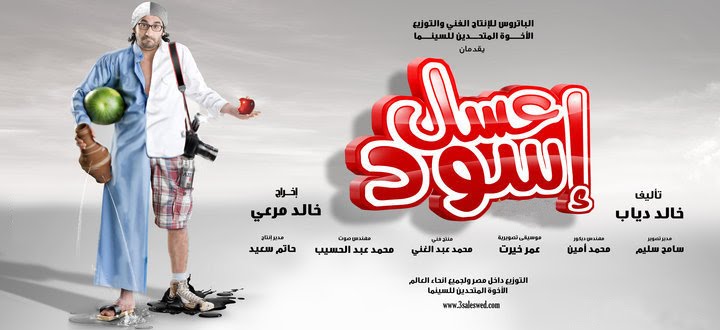 الباتروس للإنتاج الفني والتوزيع
الأخوة المتحدين للسينما
يقدمان
عسل
إسود
تأليف
خالد دياب
إخراج
خالد مرعي
مدير تصوير
سامح سليم
مهندس ديكور
محمد أمين
موسيقى تصويرية
عمر خيرت
منتج فني
محمد عبد الغني
مهندس صوت
محمد عبد الحسيب
مدير إنتاج
حاتم سعيد
التوزيع داخل مصر ولجميع انحاء العالم
الأخوة المتحدين للسينما
www.3saleswed.com